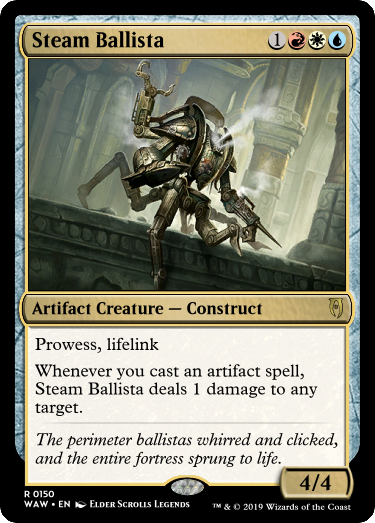 Steam Ballista 1
Artifact Creature — Construct
Prowess, lifelink
Whenever you cast an artifact spell,
Steam Ballista deals 1 damage to any
target.
The perimeter ballistas whirred and clicked,
and the entire fortress sprung to life.
4/4
R 0150
WAW • EN Elder Scrolls Legends
™ & © 2019 Wizards of the Coast